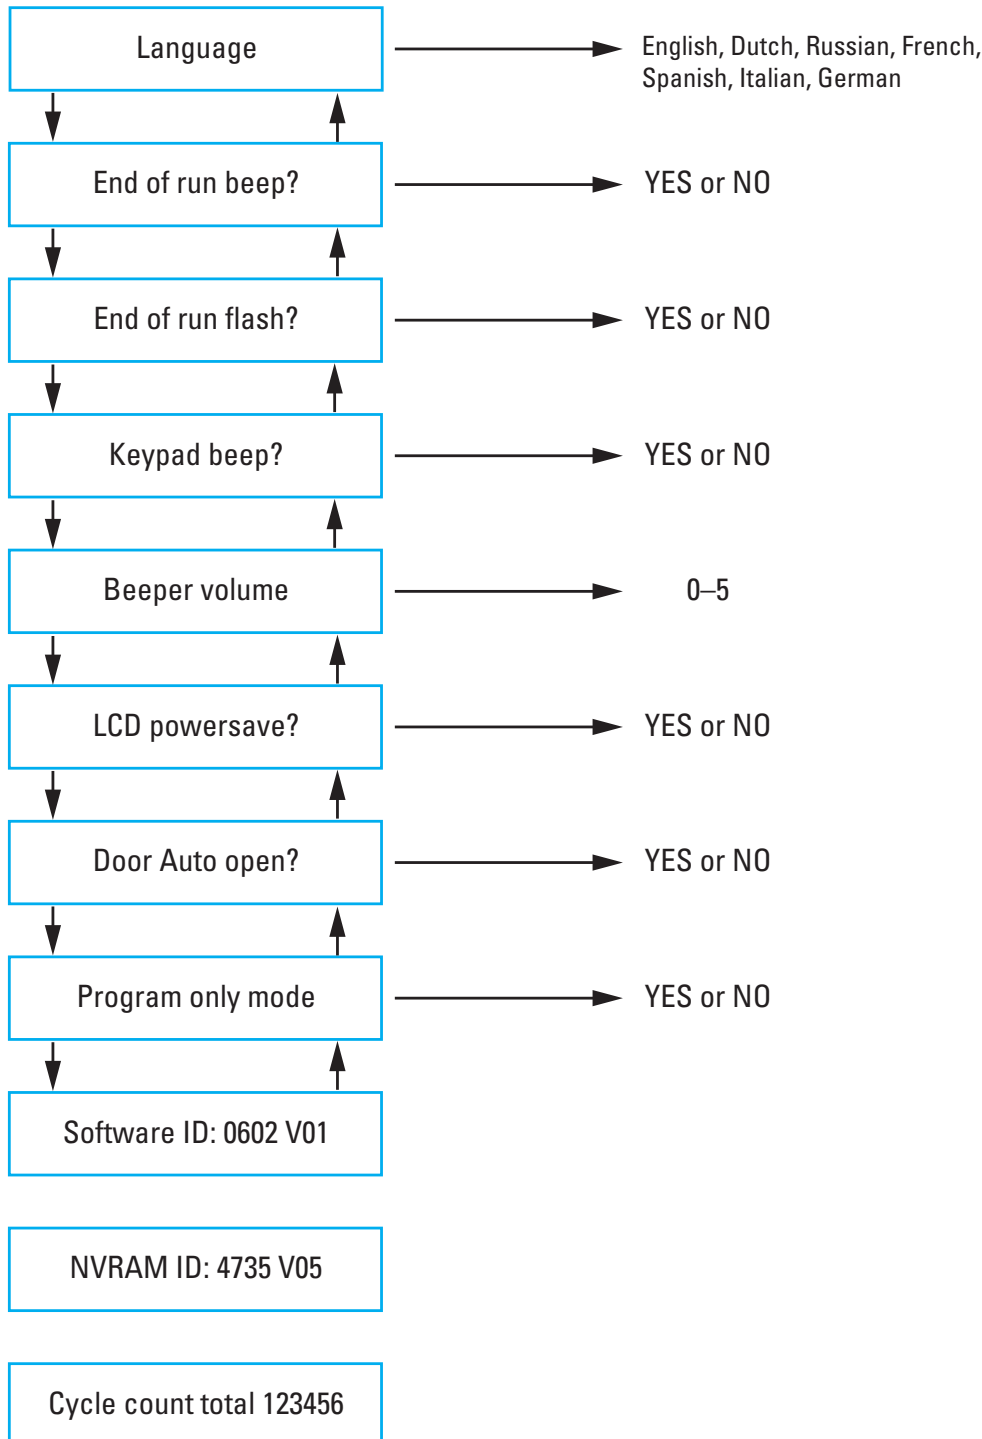 Language
English, Dutch, Russian, French,
Spanish, Italian, German
End of run beep?
YES or NO
End of run flash?
YES or NO
Keypad beep?
YES or NO
Beeper volume
0–5
LCD powersave?
YES or NO
Door Auto open?
YES or NO
Program only mode
YES or NO
Software ID: 0602 V01
NVRAM ID: 4735 V05
Cycle count total 123456